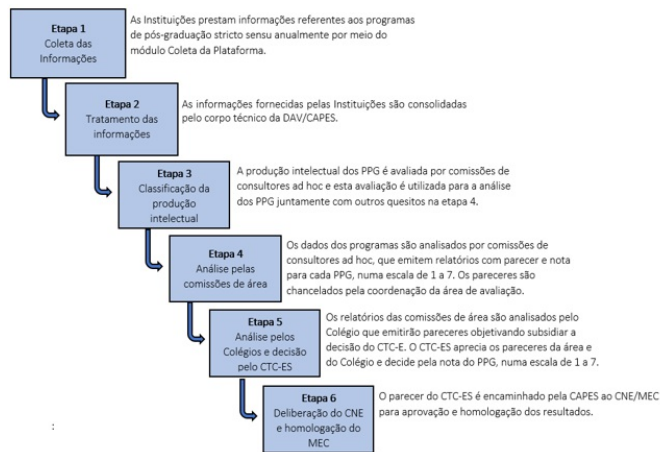 Etapa 1
Coleta das
Informações
As Instituições prestam informações referentes aos programas
de pós-graduação stricto sensu anualmente por meio do
módulo Coleta da Plataforma.
Etapa 2
Tratamento das
informações
As informações fornecidas pelas Instituições são consolidadas
pelo corpo técnico da DAV/CAPES.
Etapa 3
Classificação da
produção
intelectual
A produção intelectual dos PPG é avaliada por comissões de
consultores ad hoc e esta avaliação é utilizada para a análise
dos PPG juntamente com outros quesitos na etapa 4.
Etapa 4
Análise pelas
comissões de área
Os dados dos programas são analisados por comissões de
consultores ad hoc, que emitem relatórios com parecer e nota
para cada PPG, numa escala de 1 a 7. Os pareceres são
chancelados pela coordenação da área de avaliação.
Etapa 5
Análise pelos
Colégios e decisão
pelo CTC-ES
Os relatórios das comissões de área são analisados pelo
Colégio que emitirão pareceres objetivando subsidiar a
decisão do CTC-E. O CTC-ES aprecia os pareceres da área e
do Colégio e decide pela nota do PPG, numa escala de 1 a 7.
Etapa 6
Deliberação do CNE
e homologação do
MEC
O parecer do CTC-ES é encaminhado pela CAPES ao CNE/MEC
para aprovação e homologação dos resultados.
: